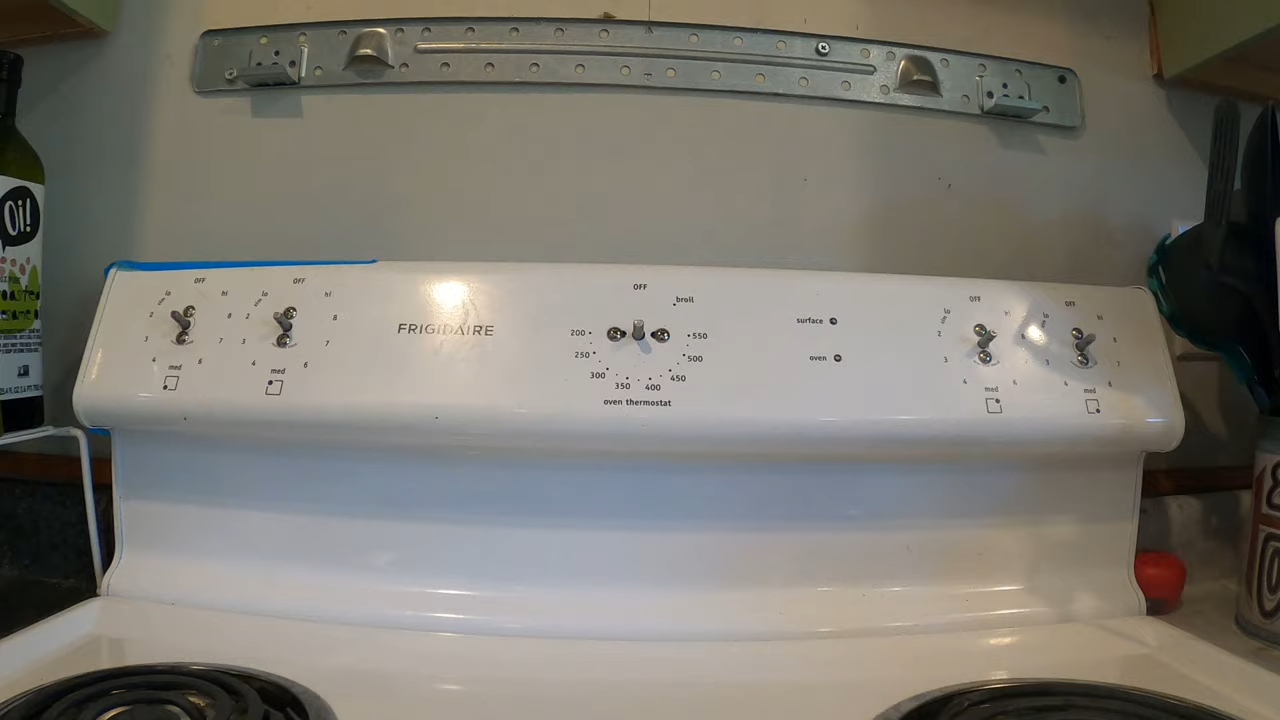 Oi!
OFF
lo
hi
2
8
3
7
4
6
med
OFF
lo
hi
2
8
3
7
4
6
med
FRIGIDAIRE
OFF
broil
200
550
250
500
300
450
350
400
oven thermostat
surface
oven
OFF
lo
hi
2
3
4
6
med
OFF
lo
hi
2
8
3
7
4
6
med